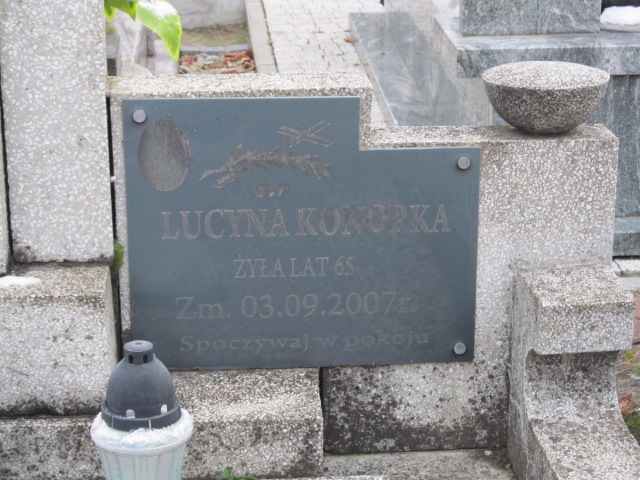 Ś.P
LUCYNA KONOPKA
ŻYŁA LAT 65
Zm. 03.09.2007r.
Spoczywaj w pokoju